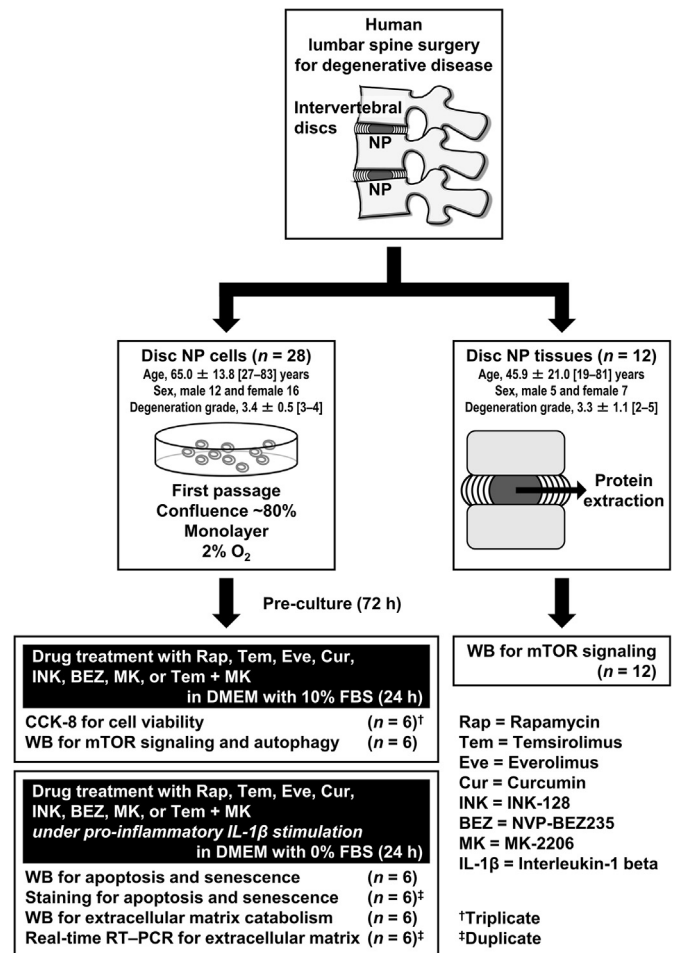 Human
lumbar spine surgery
for degenerative disease
Intervertebral
discs
NP
NP
Disc NP cells (n = 28)
Age, 65.0 ± 13.8 [27–83] years
Sex, male 12 and female 16
Degeneration grade, 3.4 ± 0.5 [3–4]
First passage
Confluence ~80%
Monolayer
2% O₂
Disc NP tissues (n = 12)
Age, 45.9 ± 21.0 [19–81] years
Sex, male 5 and female 7
Degeneration grade, 3.3 ± 1.1 [2–5]
Protein
extraction
Pre-culture (72 h)
Drug treatment with Rap, Tem, Eve, Cur,
INK, BEZ, MK, or Tem + MK
in DMEM with 10% FBS (24 h)
CCK-8 for cell viability (n = 6)†
WB for mTOR signaling and autophagy (n = 6)
Drug treatment with Rap, Tem, Eve, Cur,
INK, BEZ, MK, or Tem + MK
under pro-inflammatory IL-1β stimulation
in DMEM with 0% FBS (24 h)
WB for apoptosis and senescence (n = 6)
Staining for apoptosis and senescence (n = 6)‡
WB for extracellular matrix catabolism (n = 6)
Real-time RT–PCR for extracellular matrix (n = 6)‡
WB for mTOR signaling
(n = 12)
Rap = Rapamycin
Tem = Temsirolimus
Eve = Everolimus
Cur = Curcumin
INK = INK-128
BEZ = NVP-BEZ235
MK = MK-2206
IL-1β = Interleukin-1 beta
†Triplicate
‡Duplicate